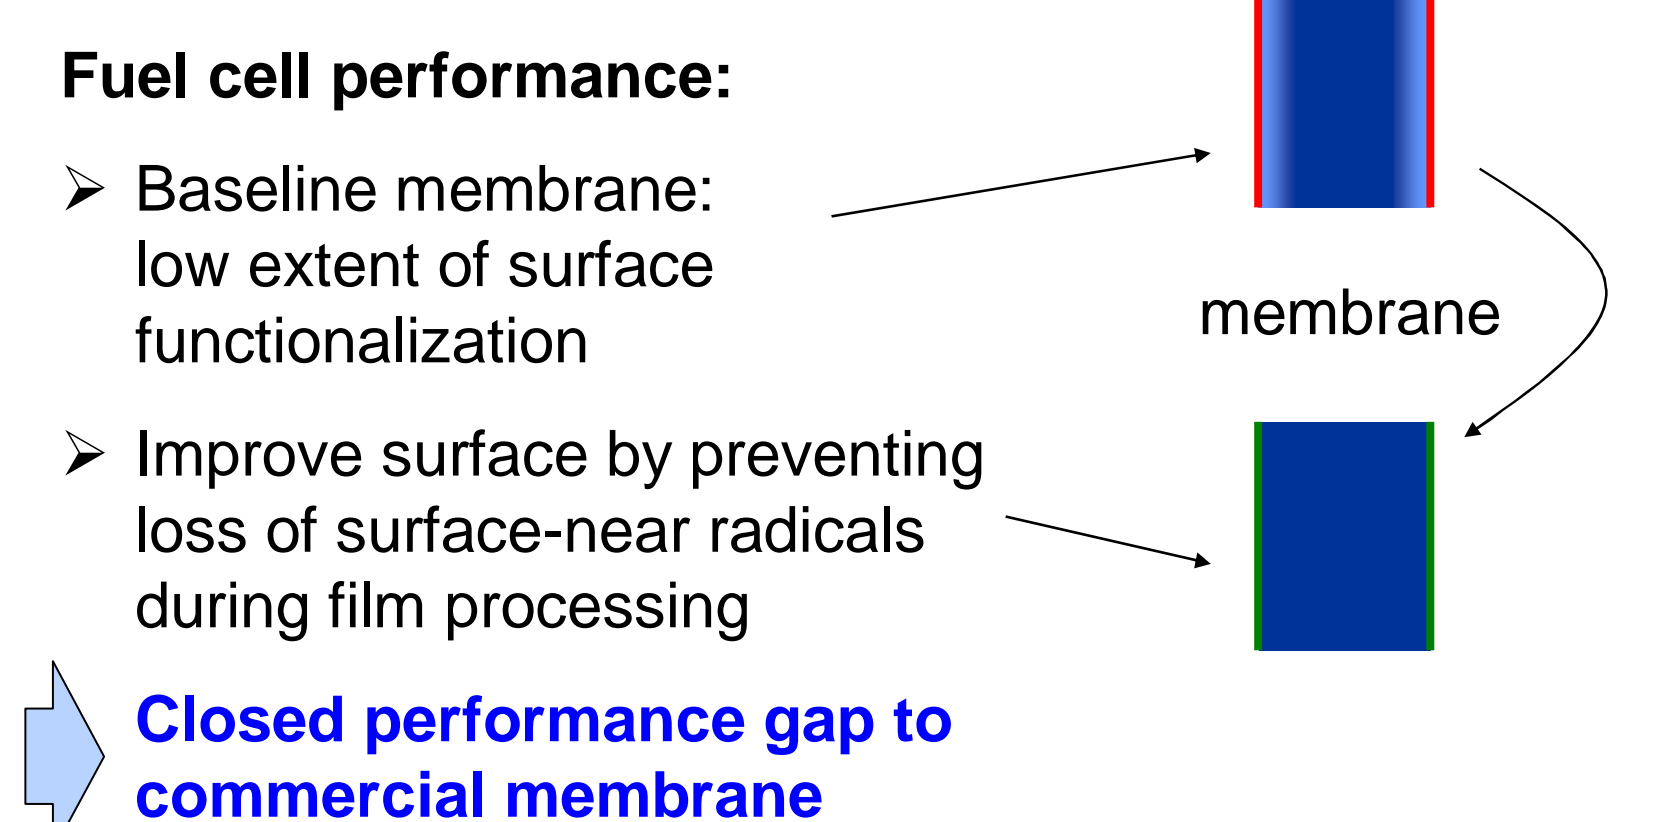 Fuel cell performance:
Baseline membrane:
low extent of surface
functionalization
membrane
Improve surface by preventing
loss of surface-near radicals
during film processing
Closed performance gap to
commercial membrane